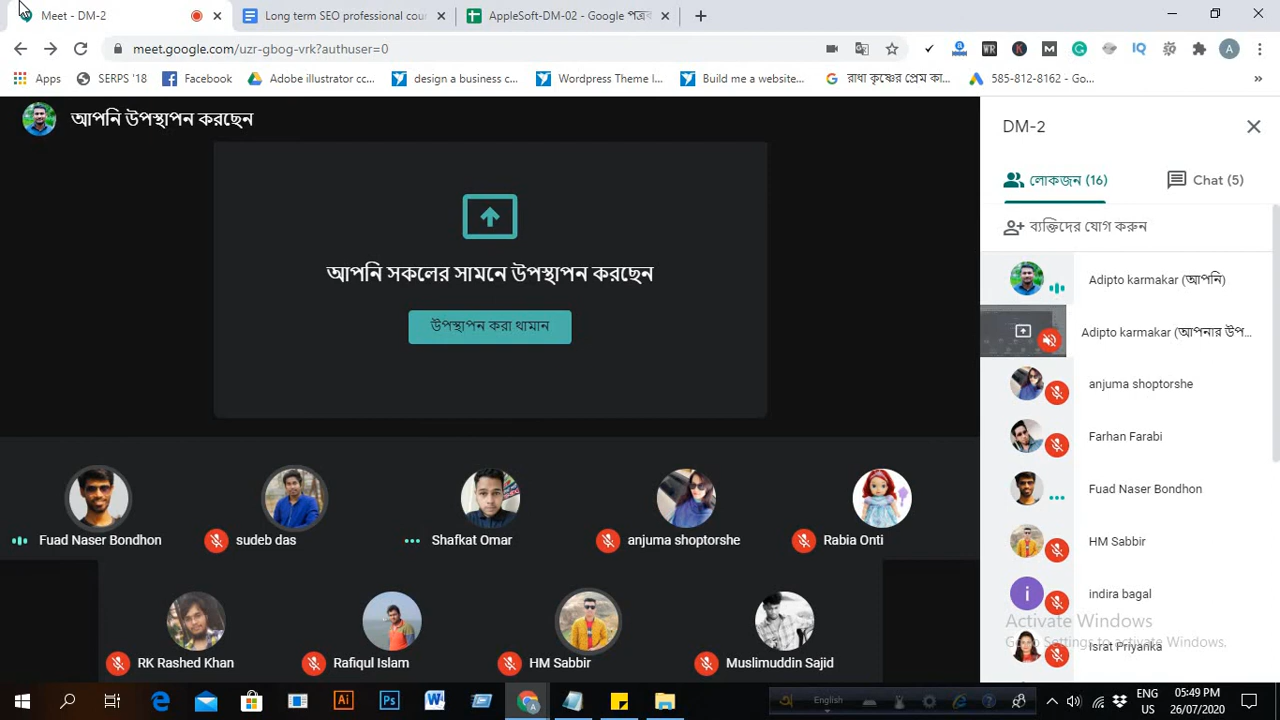 Meet - DM-2
Long term SEO professional cou
AppleSoft-DM-02 - Google পত্র
meet.google.com/uzr-gbog-vrk?authuser=0
Apps
SERPS '18
Facebook
Adobe illustrator cc...
design a business c...
Wordpress Theme I...
Build me a website...
রাধা কৃষ্ণের প্রেম কা...
585-812-8162 - Go...
»
আপনি উপস্থাপন করছেন
আপনি সকলের সামনে উপস্থাপন করছেন
উপস্থাপন করা থামান
DM-2
লোকজন (16)
Chat (5)
ব্যক্তিদের যোগ করুন
Adipto karmakar (আপনি)
Adipto karmakar (আপনার উপ...
anjuma shoptorshe
Farhan Farabi
Fuad Naser Bondhon
HM Sabbir
indira bagal
Israt Priyanka
Activate Windows
Go to Settings to activate Windows.
Fuad Naser Bondhon
sudeb das
Shafkat Omar
anjuma shoptorshe
Rabia Onti
RK Rashed Khan
Rafiqul Islam
HM Sabbir
Muslimuddin Sajid
English
ENG
US
05:49 PM
26/07/2020